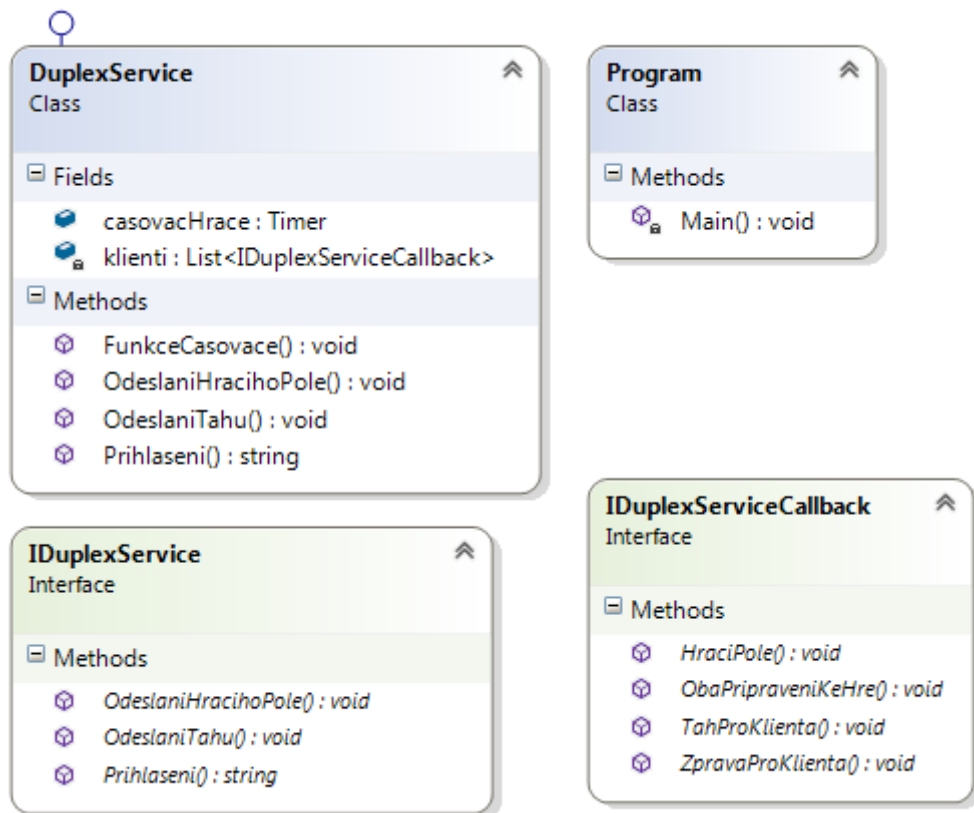 DuplexService
Class
Fields
casovacHrace : Timer
klienti : List<IDuplexServiceCallback>
Methods
FunkceCasovace() : void
OdeslaniHracihoPole() : void
OdeslaniTahu() : void
Prihlaseni() : string
Program
Class
Methods
Main() : void
IDuplexService
Interface
Methods
OdeslaniHracihoPole() : void
OdeslaniTahu() : void
Prihlaseni() : string
IDuplexServiceCallback
Interface
Methods
HraciPole() : void
ObaPripraveniKeHre() : void
TahProKlienta() : void
ZpravaProKlienta() : void